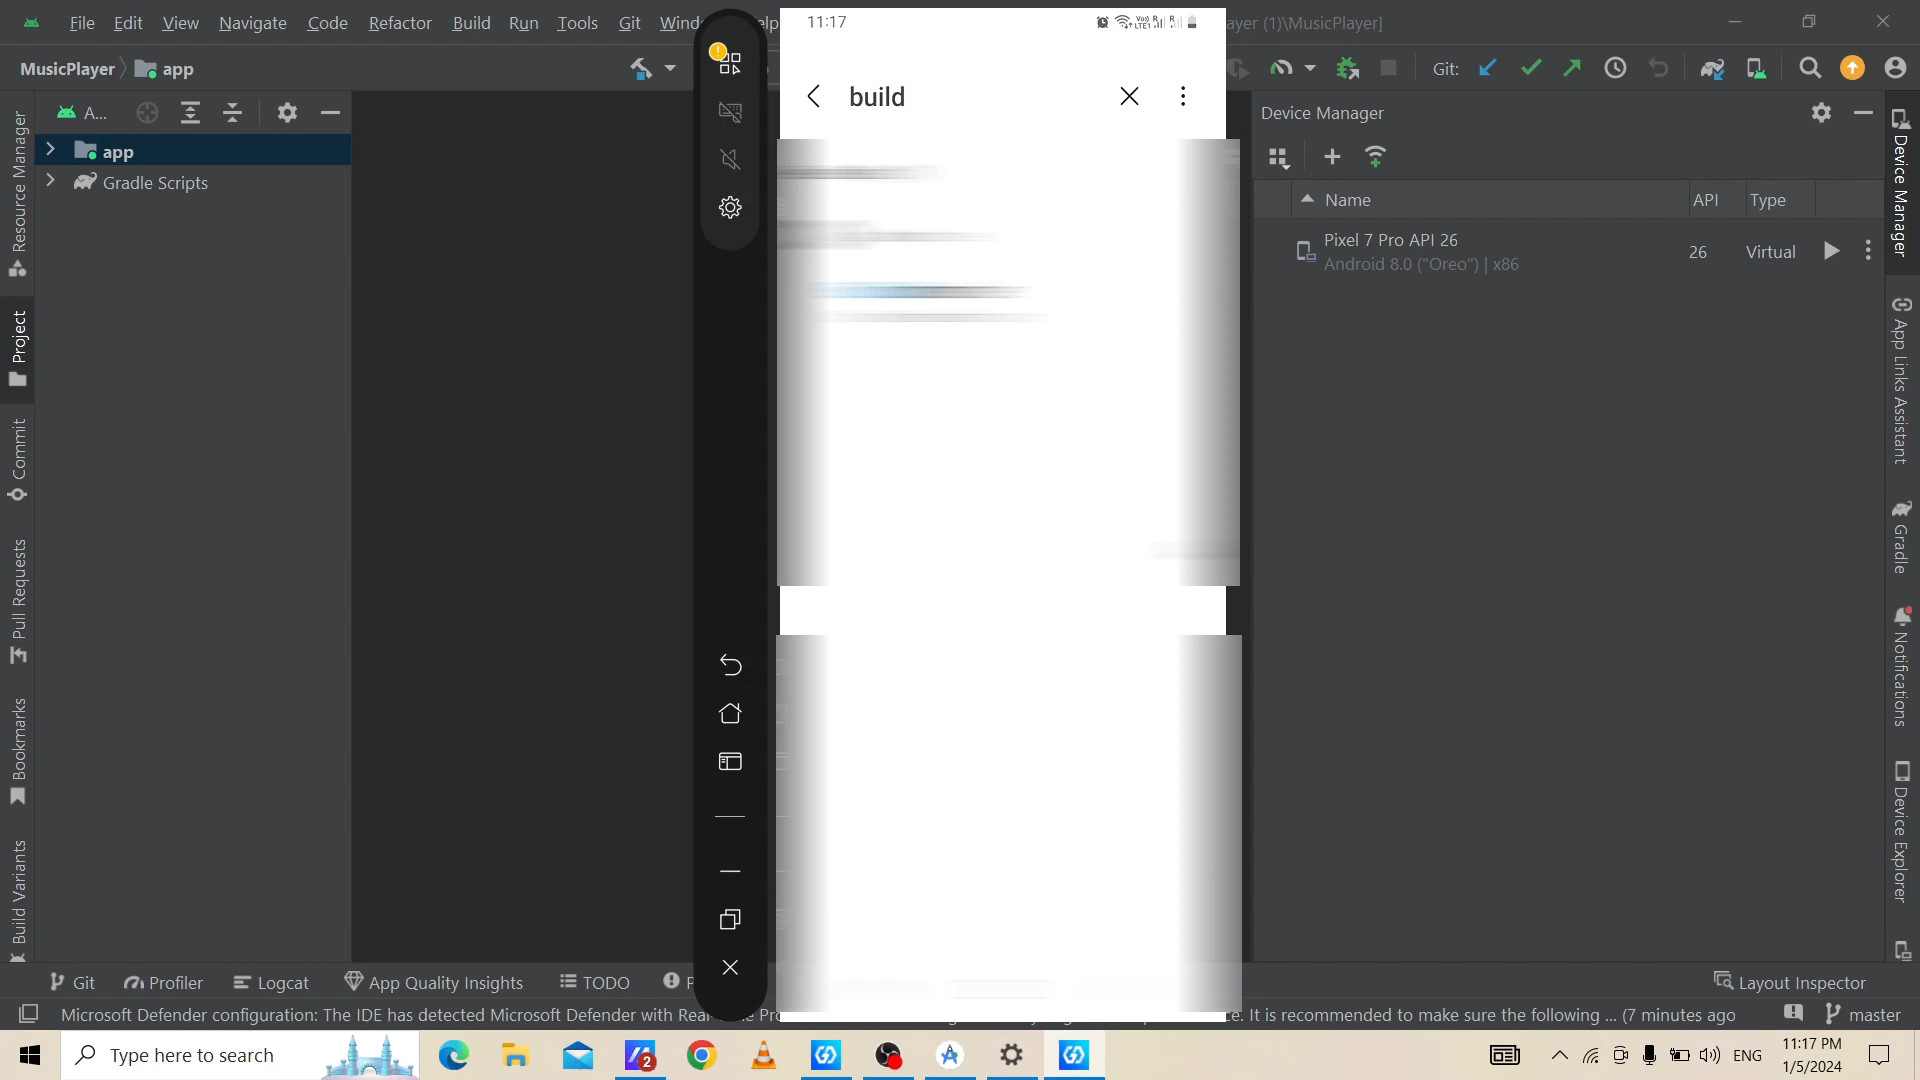 File Edit View Navigate Code Refactor Build Run Tools Git
ayer (1)\MusicPlayer]
MusicPlayer app
Git:
A...
app
Gradle Scripts
Resource Manager
Project
Commit
Pull Requests
Bookmarks
Build Variants
11:17
build
Device Manager
Name API Type
Pixel 7 Pro API 26
Android 8.0 ("Oreo") | x86
26 Virtual
Device Manager
App Links Assistant
Gradle
Notifications
Device Explorer
Git Profiler Logcat App Quality Insights TODO
Layout Inspector
Microsoft Defender configuration: The IDE has detected Microsoft Defender with
It is recommended to make sure the following ... (7 minutes ago
master
Type here to search
2
ENG
11:17 PM
1/5/2024